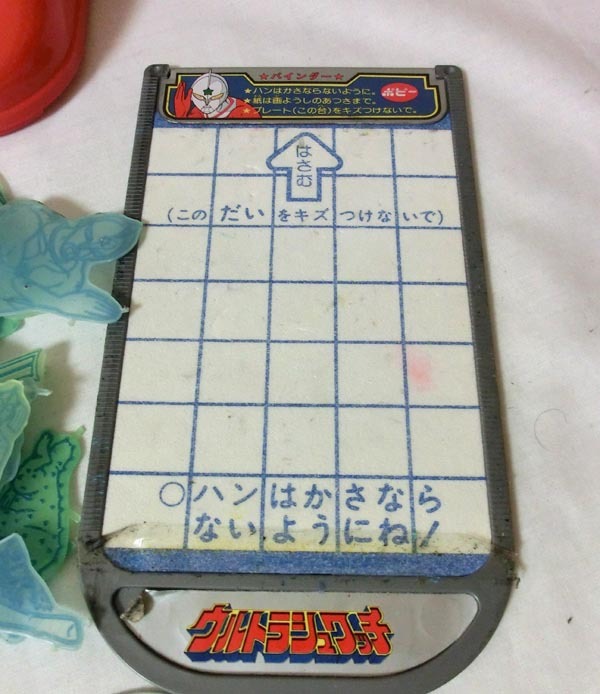 ★バインダー★
★ハンはかさならないように。
★紙は画ようしのあつさまで。
★プレート(この台)をキズつけないで。
ポピー
はさむ
(この だい をキズ つけな いで)
○ハンはかさなら
ないようにね!
ウルトラシュワッチ